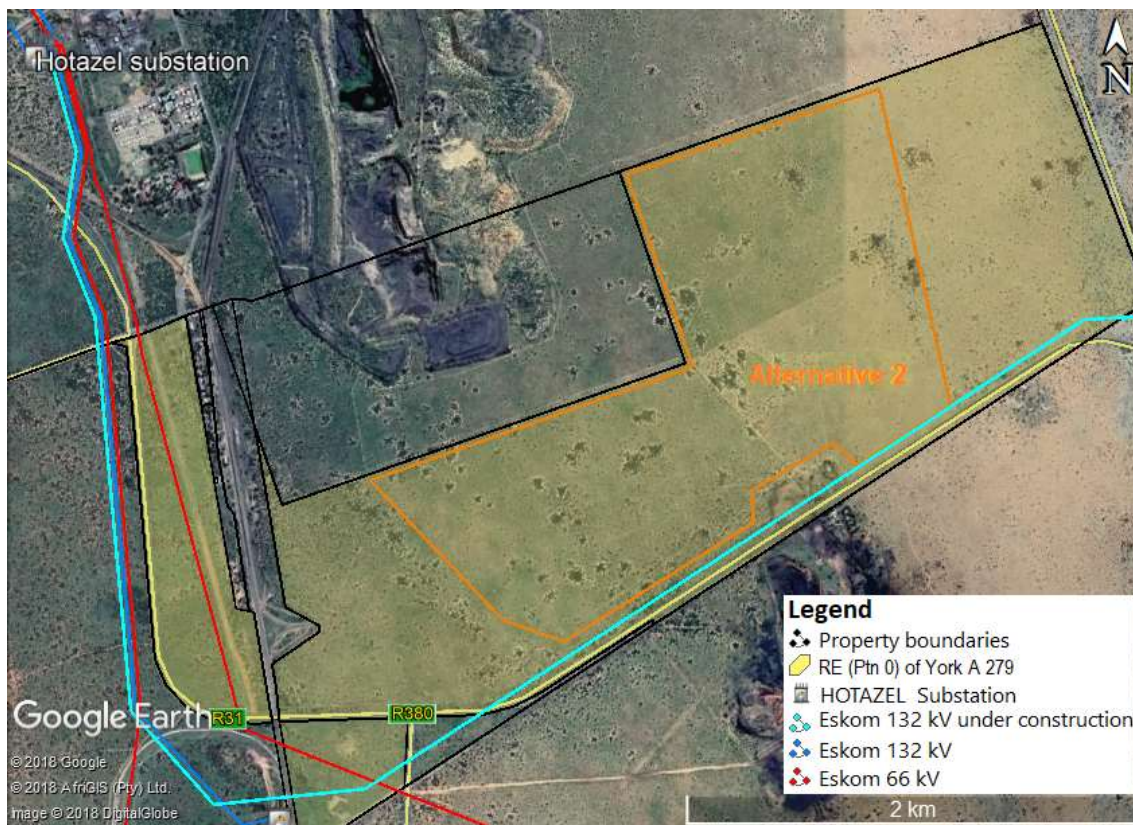 Hotazel substation
N
Alternative 2
Legend
Property boundaries
RE (Ptn 0) of York A 279
HOTAZEL Substation
Eskom 132 kV under construction
Eskom 132 kV
Eskom 66 kV
Google Earth
R31
R380
© 2018 Google
© 2018 AfriGIS (Pty) Ltd.
Image © 2018 DigitalGlobe
2 km